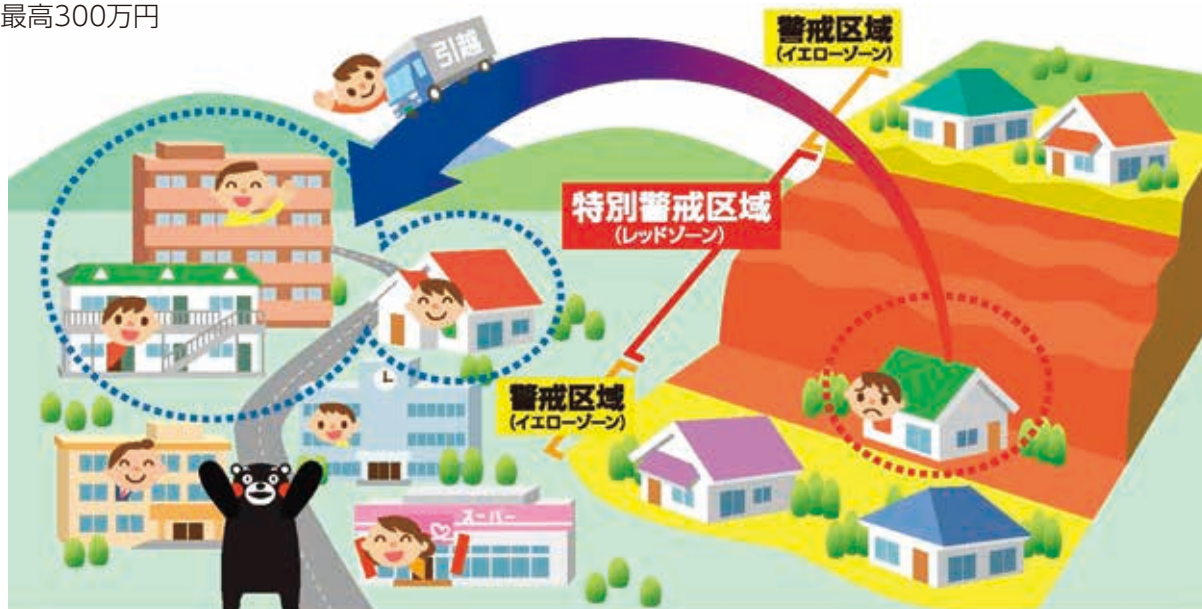 最高300万円
引越
警戒区域
(イエローゾーン)
特別警戒区域
(レッドゾーン)
警戒区域
(イエローゾーン)
スーパー